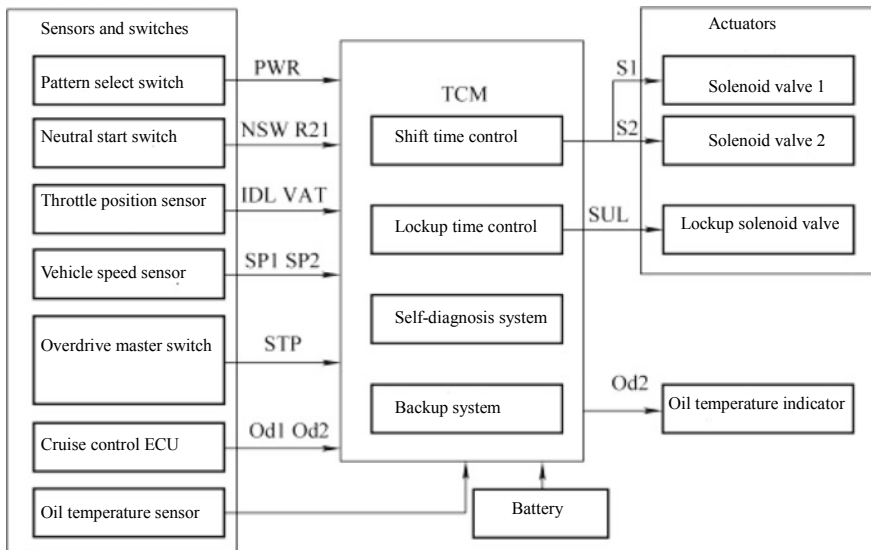 Sensors and switches
Pattern select switch
Neutral start switch
Throttle position sensor
Vehicle speed sensor
Overdrive master switch
Cruise control ECU
Oil temperature sensor
PWR
NSW R21
IDL VAT
SP1 SP2
STP
Od1 Od2
TCM
Shift time control
Lockup time control
Self-diagnosis system
Backup system
Battery
S1
S2
SUL
Od2
Actuators
Solenoid valve 1
Solenoid valve 2
Lockup solenoid valve
Oil temperature indicator